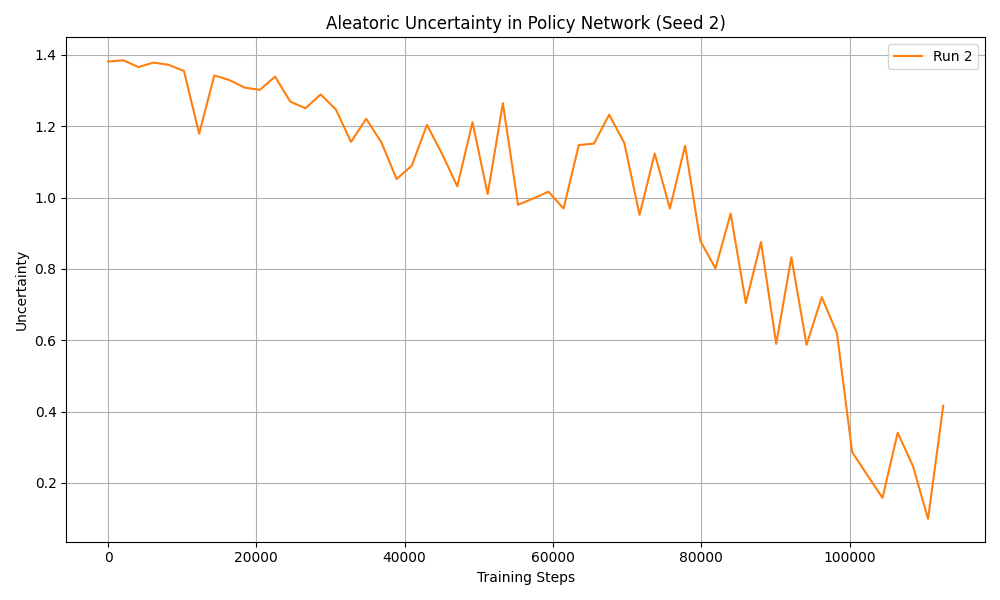 Aleatoric Uncertainty in Policy Network (Seed 2)
Run 2
Uncertainty
1.4
1.2
1.0
0.8
0.6
0.4
0.2
0 20000 40000 60000 80000 100000
Training Steps